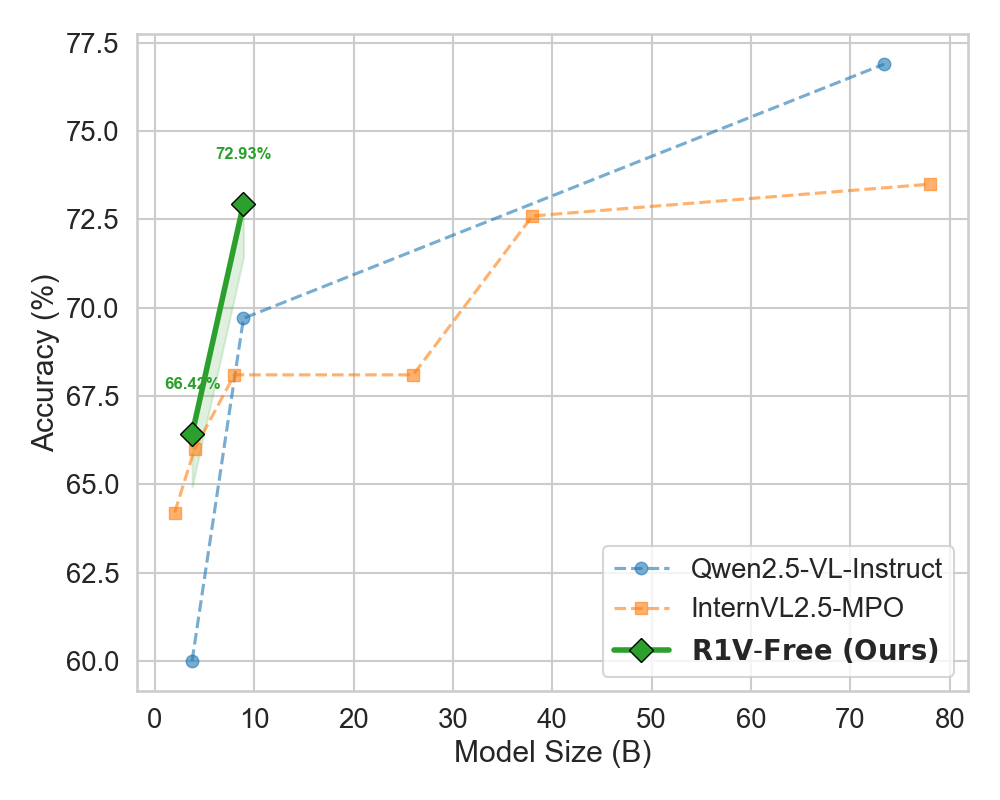 77.5
75.0
72.5
70.0
67.5
65.0
62.5
60.0
Accuracy (%)
72.93%
66.42%
Qwen2.5-VL-Instruct
InternVL2.5-MPO
R1V-Free (Ours)
0 10 20 30 40 50 60 70 80
Model Size (B)